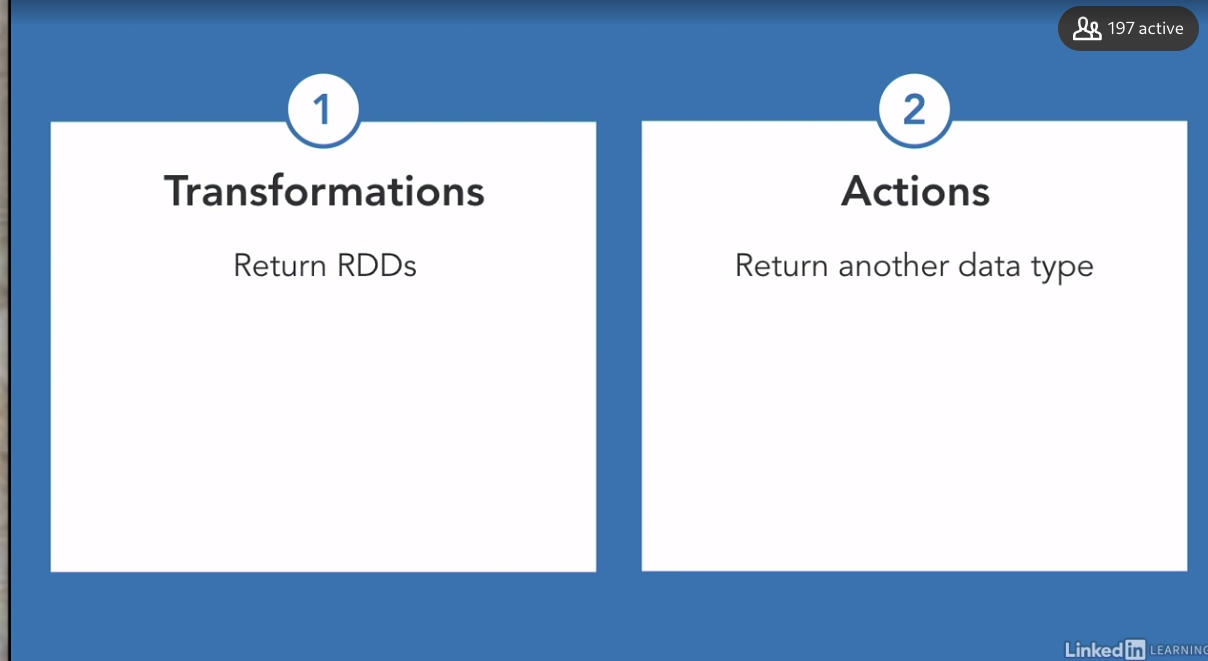 197 active
1
Transformations
Return RDDs
2
Actions
Return another data type
Linked in LEARNING